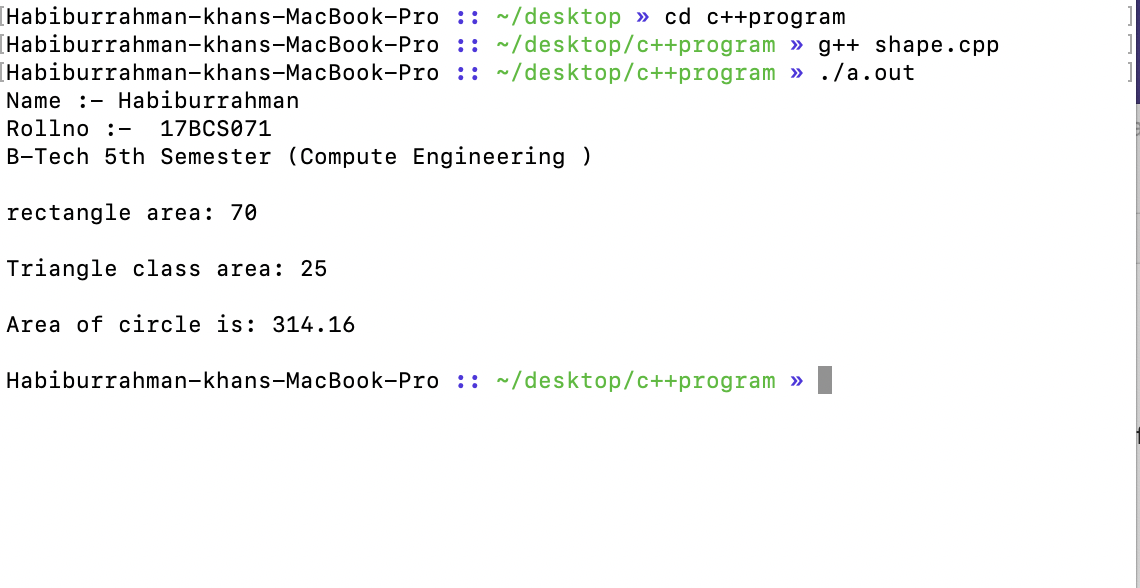 [Habiburrahman-khans-MacBook-Pro :: ~/desktop » cd c++program ]
[Habiburrahman-khans-MacBook-Pro :: ~/desktop/c++program » g++ shape.cpp ]
[Habiburrahman-khans-MacBook-Pro :: ~/desktop/c++program » ./a.out ]
Name :- Habiburrahman
Rollno :-  17BCS071
B-Tech 5th Semester (Compute Engineering )
rectangle area: 70
Triangle class area: 25
Area of circle is: 314.16
Habiburrahman-khans-MacBook-Pro :: ~/desktop/c++program »